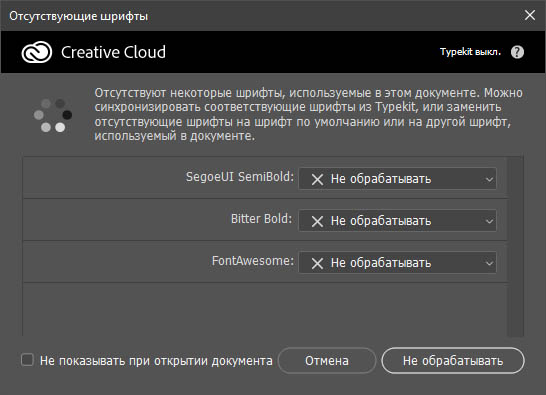 Отсутствующие шрифты
Creative Cloud
Typekit выкл. ?
Отсутствуют некоторые шрифты, используемые в этом документе. Можно
синхронизировать соответствующие шрифты из Typekit, или заменить
отсутствующие шрифты на шрифт по умолчанию или на другой шрифт,
используемый в документе.
SegoeUI SemiBold: Не обрабатывать
Bitter Bold: Не обрабатывать
FontAwesome: Не обрабатывать
Не показывать при открытии документа
Отмена
Не обрабатывать